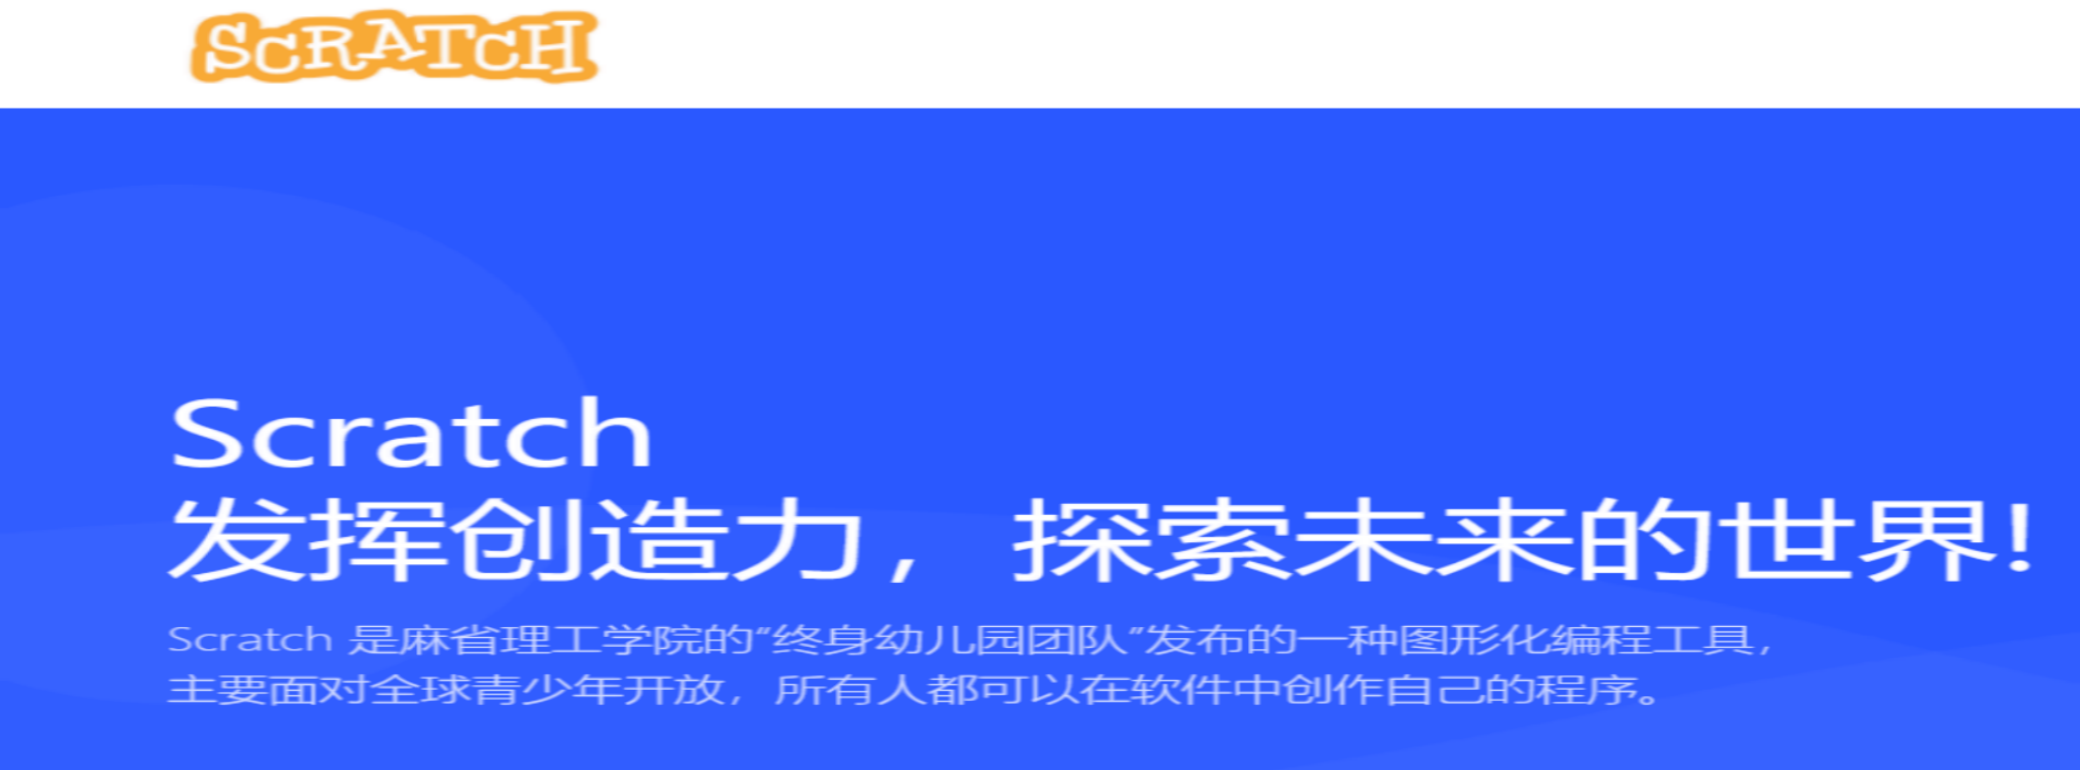 SCRATCH
Scratch
发挥创造力，探索未来的世界!
Scratch 是麻省理工学院的“终身幼儿园团队”发布的一种图形化编程工具，
主要面对全球青少年开放，所有人都可以在软件中创作自己的程序。